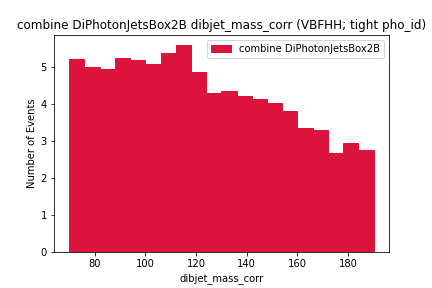 combine DiPhotonJetsBox2B dibjet_mass_corr (VBFHH; tight pho_id)
combine DiPhotonJetsBox2B
Number of Events
5
4
3
2
1
0
80 100 120 140 160 180
dibjet_mass_corr